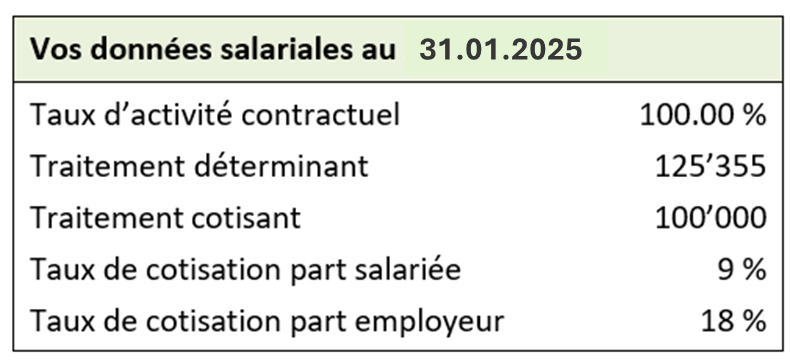 Vos données salariales au 31.01.2025
Taux d’activité contractuel 100.00 %
Traitement déterminant 125’355
Traitement cotisant 100’000
Taux de cotisation part salariée 9 %
Taux de cotisation part employeur 18 %